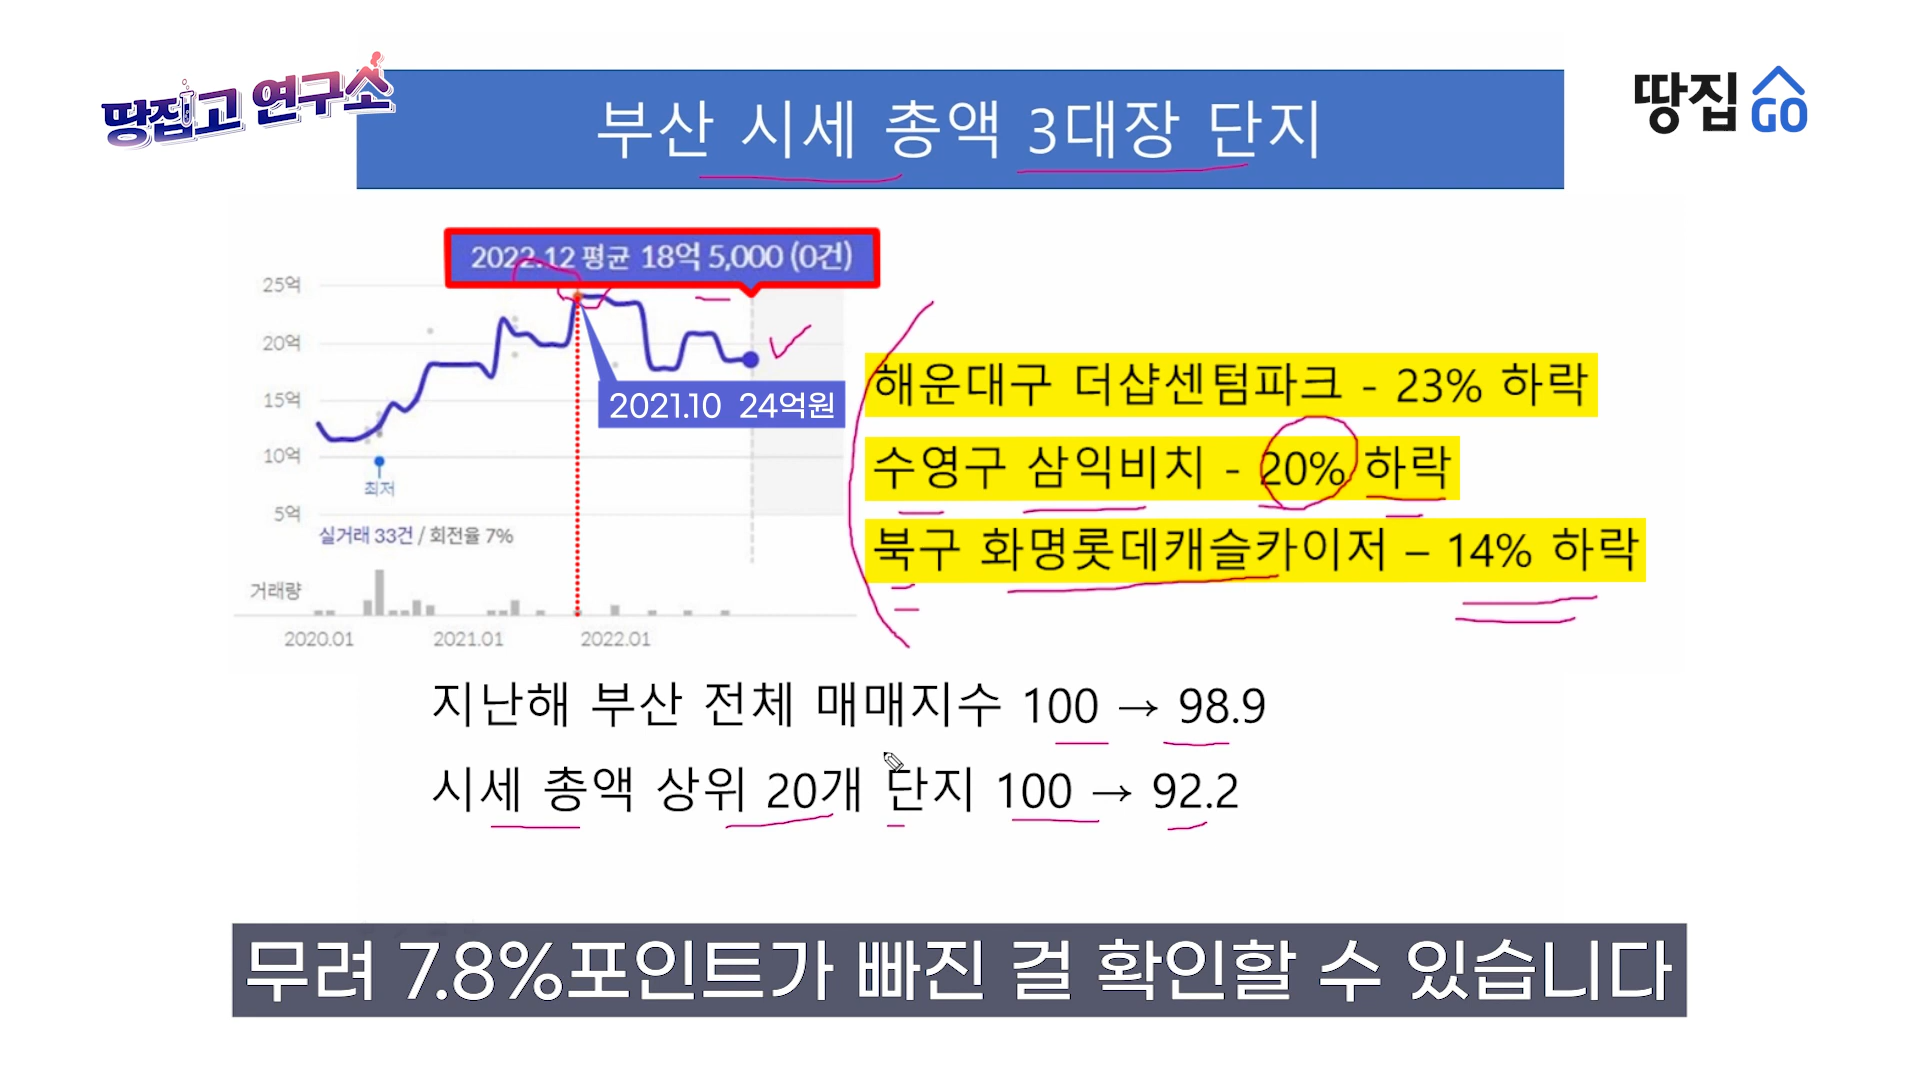 땅집고 연구소
부산 시세 총액 3대장 단지
땅집GO
2022.12 평균 18억 5,000 (0건)
25억
20억
15억
10억
5억
2021.10 24억원
최저
실거래 33건 / 회전율 7%
거래량
2020.01 2021.01 2022.01
해운대구 더샵센텀파크 - 23% 하락
수영구 삼익비치 - 20% 하락
북구 화명롯데캐슬카이저 – 14% 하락
지난해 부산 전체 매매지수 100 → 98.9
시세 총액 상위 20개 단지 100 → 92.2
무려 7.8%포인트가 빠진 걸 확인할 수 있습니다